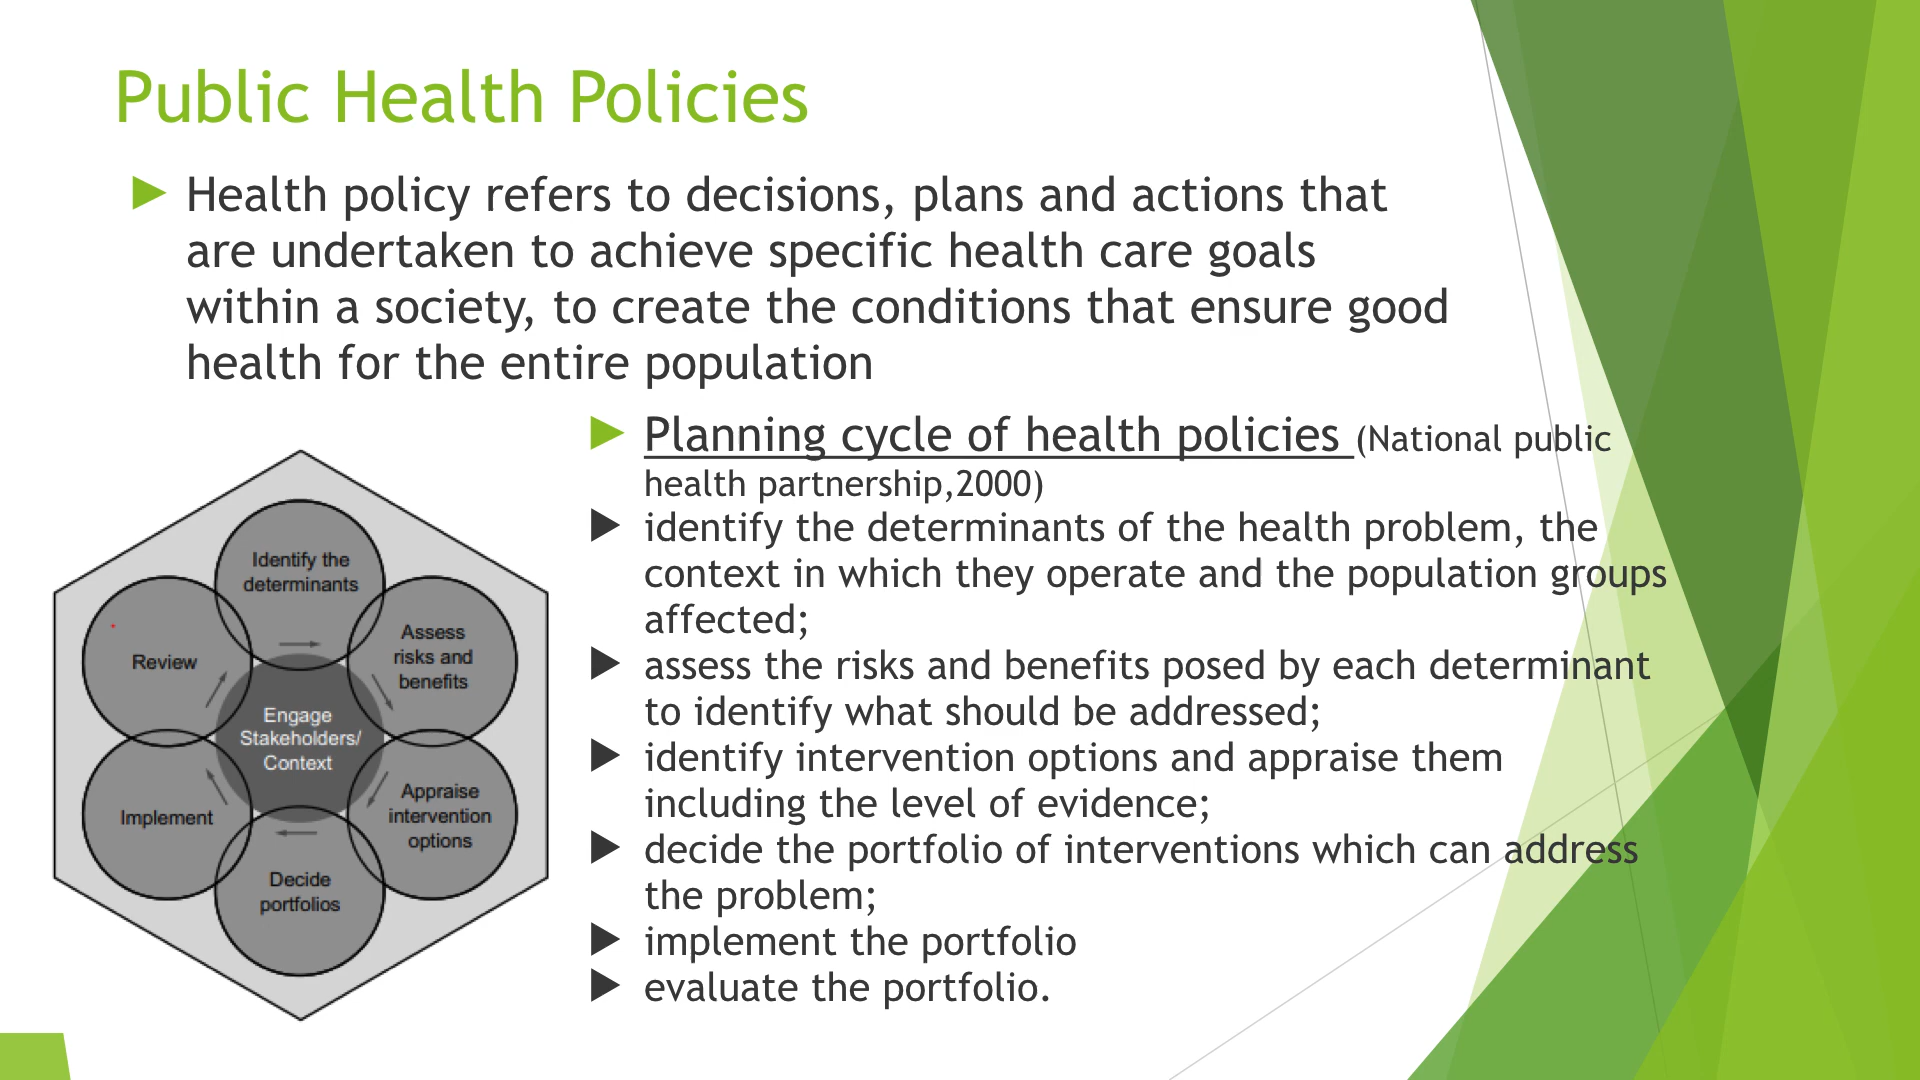 Public Health Policies
Health policy refers to decisions, plans and actions that
are undertaken to achieve specific health care goals
within a society, to create the conditions that ensure good
health for the entire population
Planning cycle of health policies (National public
health partnership,2000)
identify the determinants of the health problem, the
context in which they operate and the population groups
affected;
assess the risks and benefits posed by each determinant
to identify what should be addressed;
identify intervention options and appraise them
including the level of evidence;
decide the portfolio of interventions which can address
the problem;
implement the portfolio
evaluate the portfolio.
Identify the
determinants
Assess
risks and
benefits
Appraise
intervention
options
Decide
portfolios
Implement
Review
Engage
Stakeholders/
Context